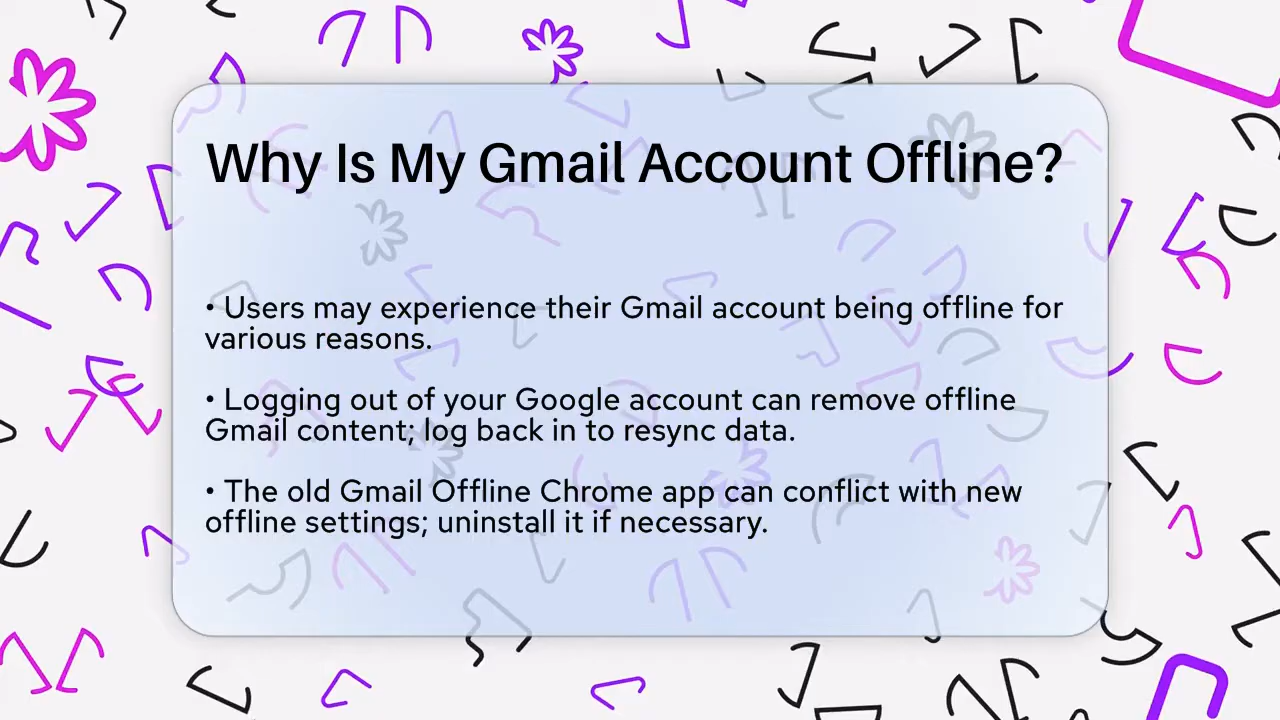 Why Is My Gmail Account Offline?
• Users may experience their Gmail account being offline for
various reasons.
• Logging out of your Google account can remove offline
Gmail content; log back in to resync data.
• The old Gmail Offline Chrome app can conflict with new
offline settings; uninstall it if necessary.